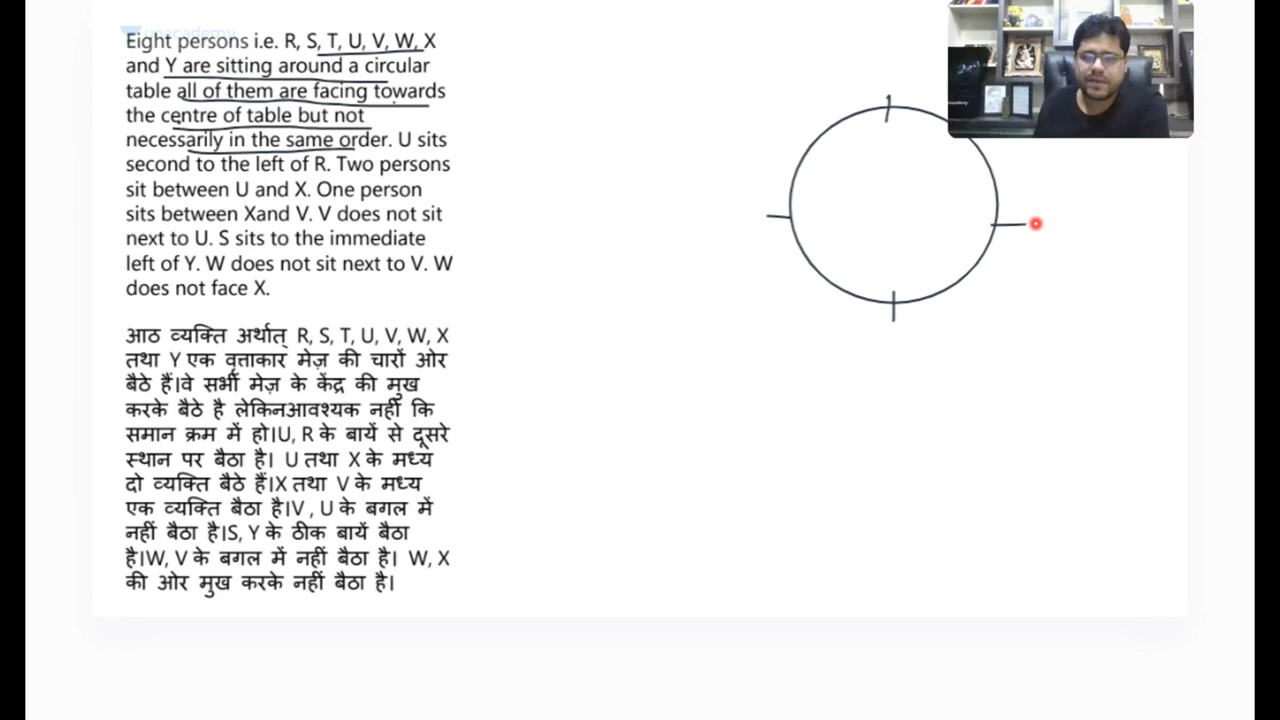 Eight persons i.e. R, S, T, U, V, W, X
and Y are sitting around a circular
table all of them are facing towards
the centre of table but not
necessarily in the same order. U sits
second to the left of R. Two persons
sit between U and X. One person
sits between Xand V. V does not sit
next to U. S sits to the immediate
left of Y. W does not sit next to V. W
does not face X.
आठ व्यक्ति अर्थात् R, S, T, U, V, W, X
तथा Y एक वृत्ताकार मेज़ की चारों ओर
बैठे हैं।वे सभी मेज़ के केंद्र की मुख
करके बैठे है लेकिनआवश्यक नहीं कि
समान क्रम में हो।U, R के बायें से दूसरे
स्थान पर बैठा है। U तथा X के मध्य
दो व्यक्ति बैठे हैं।X तथा V के मध्य
एक व्यक्ति बैठा है।V , U के बगल में
नहीं बैठा है।S, Y के ठीक बायें बैठा
है।W, V के बगल में नहीं बैठा है। W, X
की ओर मुख करके नहीं बैठा है।